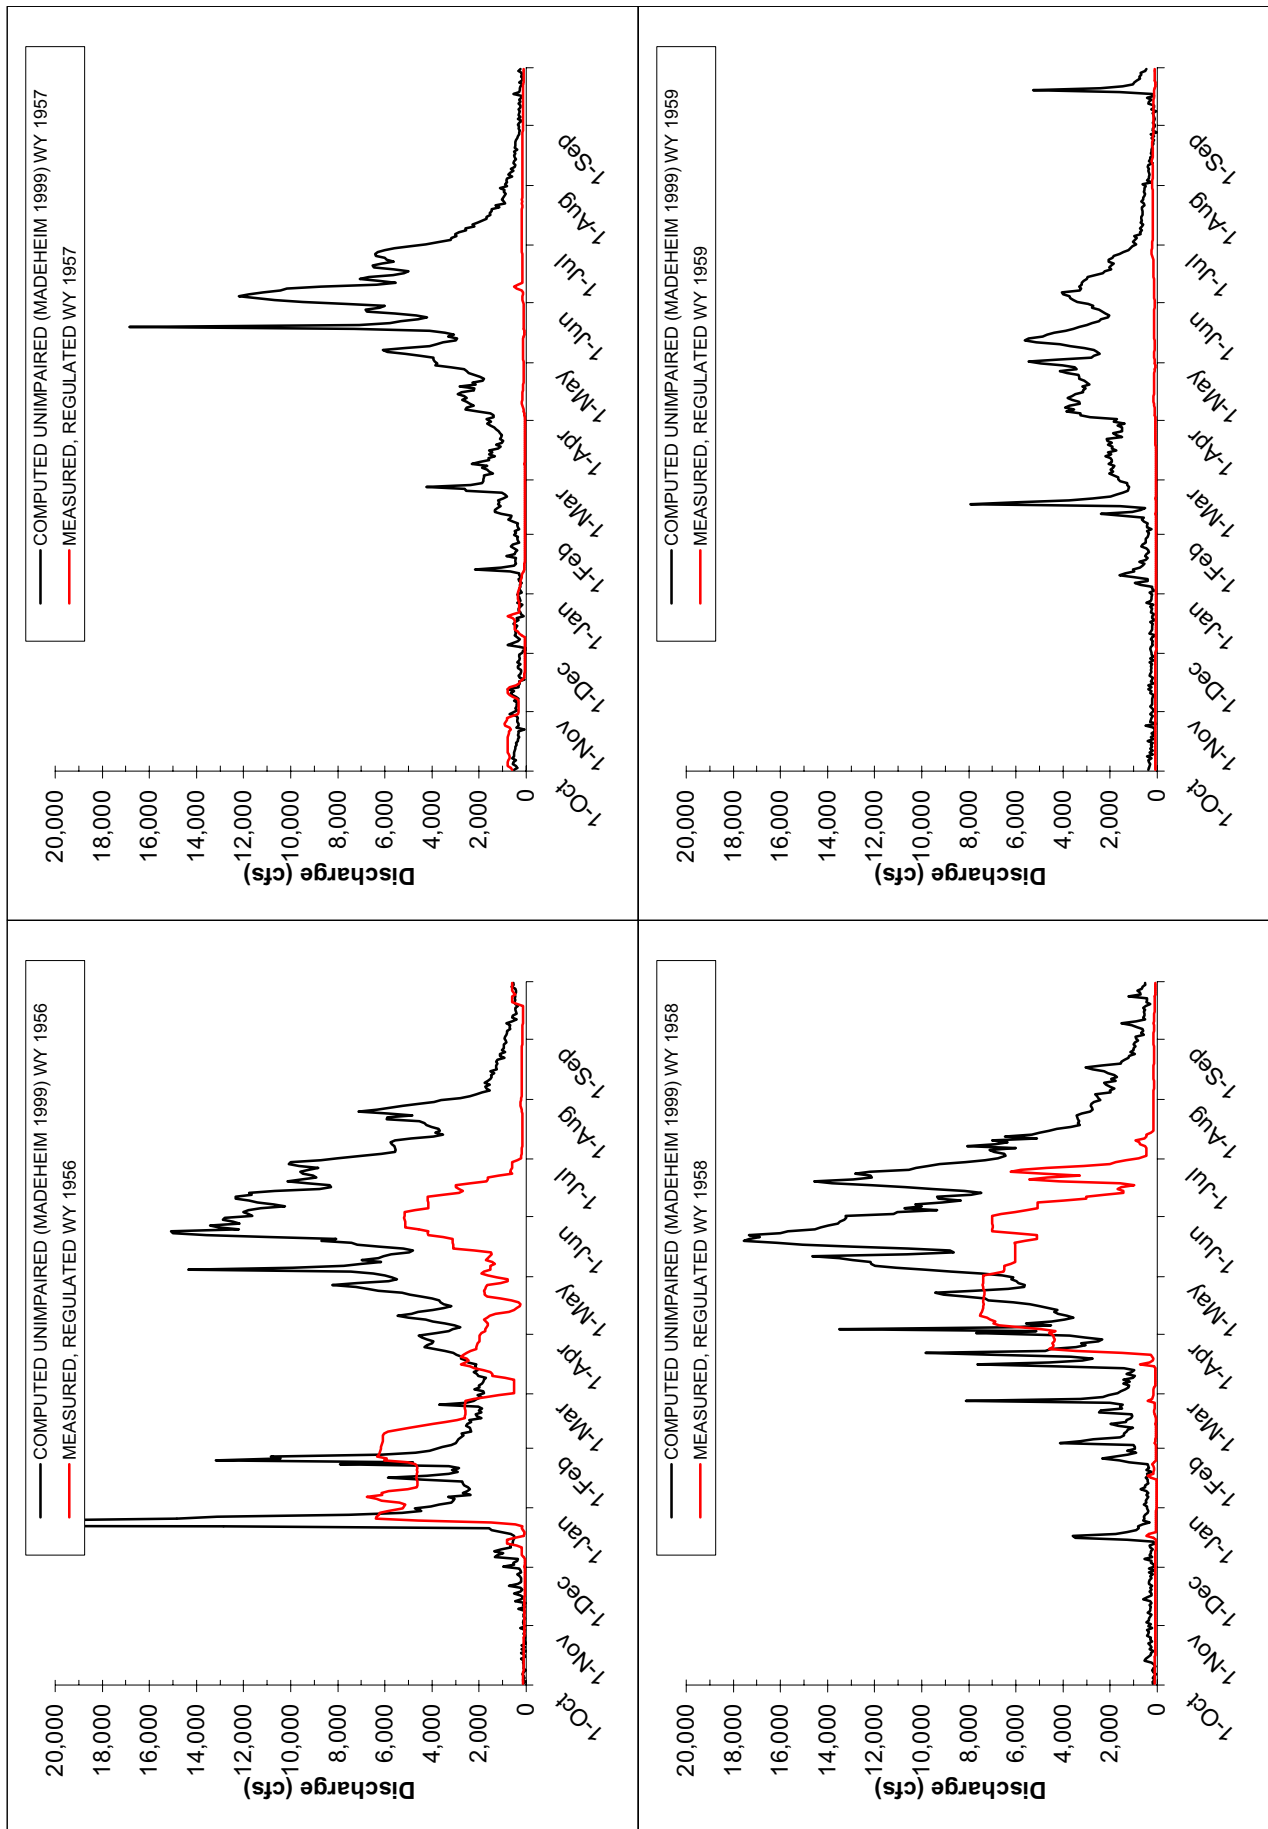 COMPUTED UNIMPAIRED (MADEHEIM 1999) WY 1956
MEASURED, REGULATED WY 1956
Discharge (cfs)
20,000
18,000
16,000
14,000
12,000
10,000
8,000
6,000
4,000
2,000
0
1-Oct
1-Nov
1-Dec
1-Jan
1-Feb
1-Mar
1-Apr
1-May
1-Jun
1-Jul
1-Aug
1-Sep
COMPUTED UNIMPAIRED (MADEHEIM 1999) WY 1957
MEASURED, REGULATED WY 1957
Discharge (cfs)
20,000
18,000
16,000
14,000
12,000
10,000
8,000
6,000
4,000
2,000
0
1-Oct
1-Nov
1-Dec
1-Jan
1-Feb
1-Mar
1-Apr
1-May
1-Jun
1-Jul
1-Aug
1-Sep
COMPUTED UNIMPAIRED (MADEHEIM 1999) WY 1958
MEASURED, REGULATED WY 1958
Discharge (cfs)
20,000
18,000
16,000
14,000
12,000
10,000
8,000
6,000
4,000
2,000
0
1-Oct
1-Nov
1-Dec
1-Jan
1-Feb
1-Mar
1-Apr
1-May
1-Jun
1-Jul
1-Aug
1-Sep
COMPUTED UNIMPAIRED (MADEHEIM 1999) WY 1959
MEASURED, REGULATED WY 1959
Discharge (cfs)
20,000
18,000
16,000
14,000
12,000
10,000
8,000
6,000
4,000
2,000
0
1-Oct
1-Nov
1-Dec
1-Jan
1-Feb
1-Mar
1-Apr
1-May
1-Jun
1-Jul
1-Aug
1-Sep